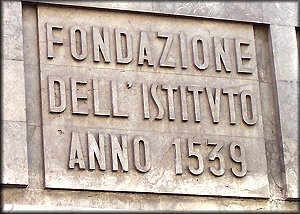 FONDAZIONE
DELL'ISTITVTO
ANNO 1539